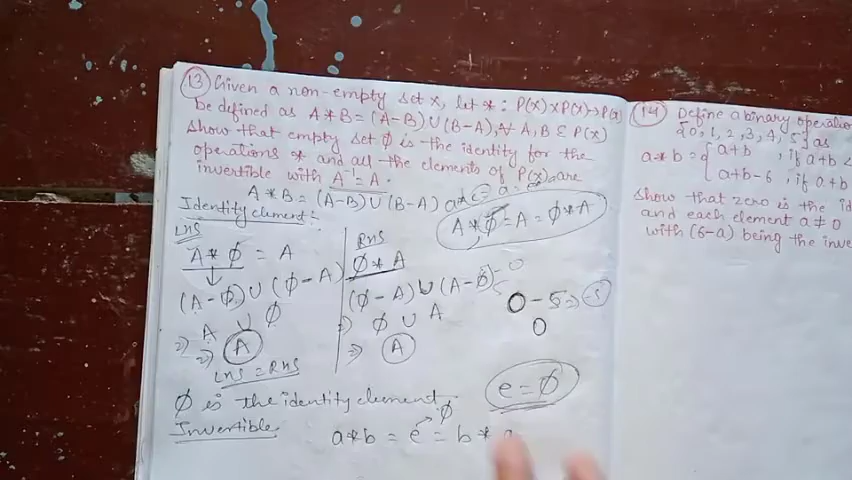 13 Given a non-empty set x, let * : P(x) x P(x) → P(x)
be defined as A * B = (A-B) ∪ (B-A), ∀ A, B ε P(x)
show that empty set ∅ is the identity for the
operations * and all the elements of P(x) are
invertible with A⁻¹ = A.
A * B = (A-B) ∪ (B-A)
Identity element:-
A * ∅ = A = ∅ * A
LHS
A * ∅ = A
(A-∅) ∪ (∅-A)
⇒ A ∪ ∅
⇒ A
RHS
∅ * A
(∅-A) ∪ (A-∅)
⇒ ∅ ∪ A
⇒ A
0 - 5 ⇒ -5
0
LHS = RHS
e = ∅
∅ is the identity element.
Invertible
∅
a * b = e = b * a
14 Define a binary operation
{0, 1, 2, 3, 4, 5} as
a * b = { a + b , if a + b <
a + b - 6 , if a + b
show that zero is the
and each element a ≠ 0
with (6-a) being the